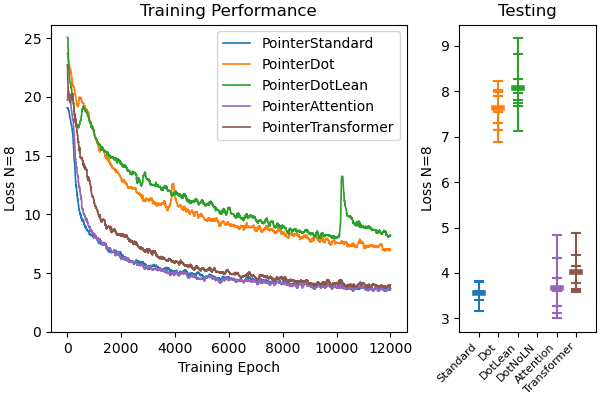 Training Performance
Loss N=8
25
20
15
10
5
0
0 2000 4000 6000 8000 10000 12000
Training Epoch
PointerStandard
PointerDot
PointerDotLean
PointerAttention
PointerTransformer
Testing
Loss N=8
9
8
7
6
5
4
3
Standard
Dot
DotLean
DotNoLN
Attention
Transformer